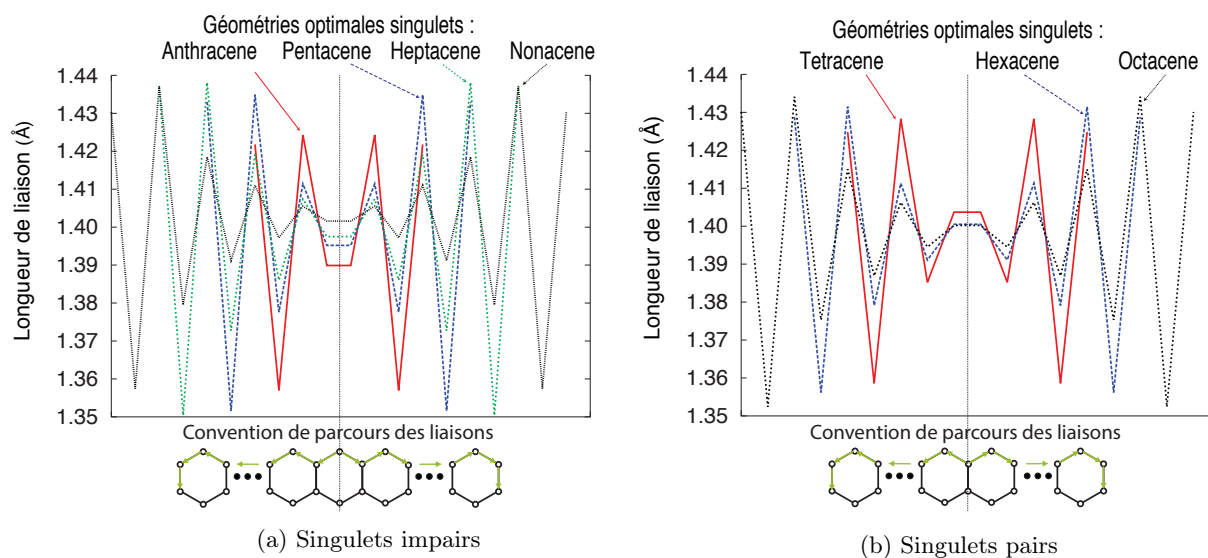 Géométries optimales singulets :
Anthracene Pentacene Heptacene Nonacene
Longueur de liaison (Å)
1.44
1.43
1.42
1.41
1.40
1.39
1.38
1.37
1.36
1.35
Convention de parcours des liaisons
(a) Singulets impairs
Géométries optimales singulets :
Tetracene Hexacene Octacene
Longueur de liaison (Å)
1.44
1.43
1.42
1.41
1.40
1.39
1.38
1.37
1.36
1.35
Convention de parcours des liaisons
(b) Singulets pairs